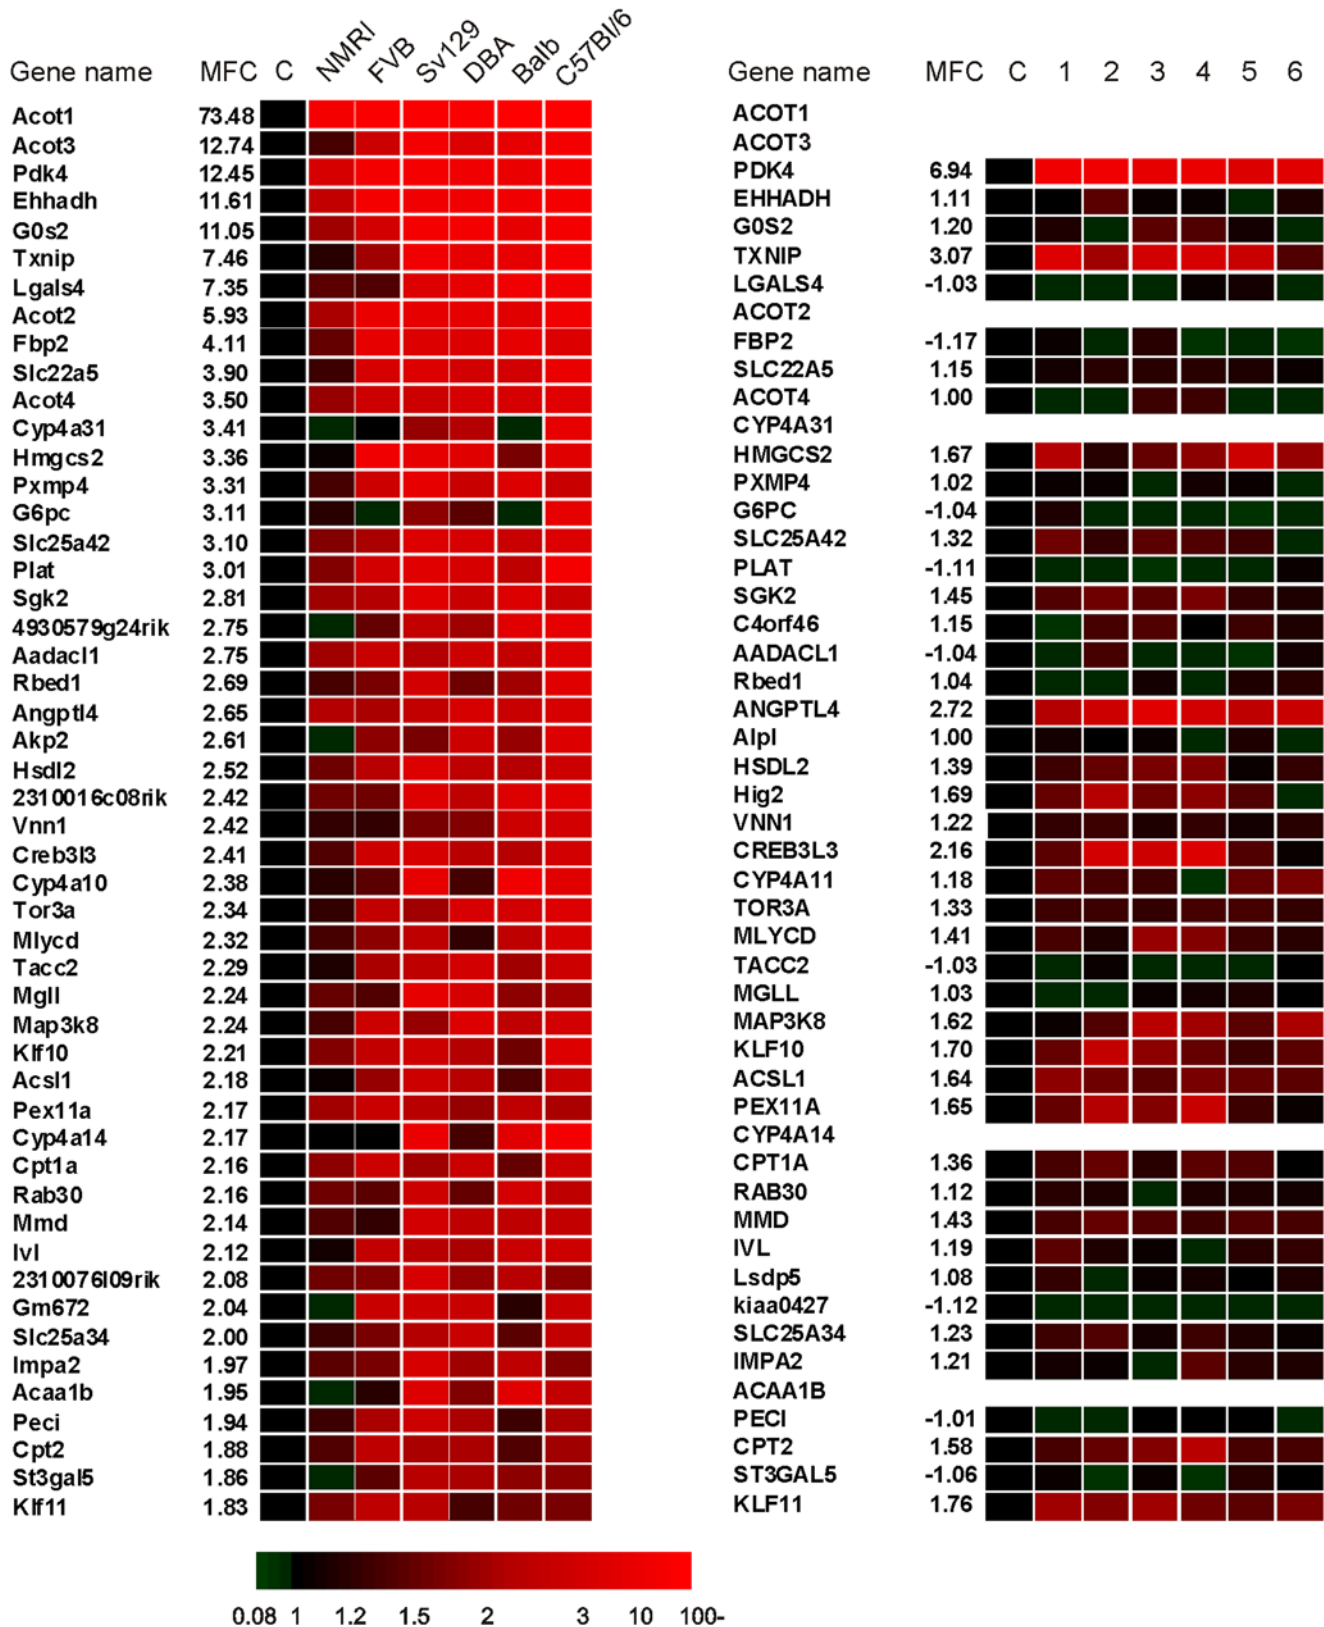 Gene name MFC C NMRI FVB Sv129 DBA Balb C57Bl/6 Gene name MFC C 1 2 3 4 5 6
Acot1 73.48 ACOT1
Acot3 12.74 ACOT3
Pdk4 12.45 PDK4 6.94
Ehhadh 11.61 EHHADH 1.11
G0s2 11.05 G0S2 1.20
Txnip 7.46 TXNIP 3.07
Lgals4 7.35 LGALS4 -1.03
Acot2 5.93 ACOT2
Fbp2 4.11 FBP2 -1.17
Slc22a5 3.90 SLC22A5 1.15
Acot4 3.50 ACOT4 1.00
Cyp4a31 3.41 CYP4A31
Hmgcs2 3.36 HMGCS2 1.67
Pxmp4 3.31 PXMP4 1.02
G6pc 3.11 G6PC -1.04
Slc25a42 3.10 SLC25A42 1.32
Plat 3.01 PLAT -1.11
Sgk2 2.81 SGK2 1.45
4930579g24rik 2.75 C4orf46 1.15
Aadacl1 2.75 AADACL1 -1.04
Rbed1 2.69 Rbed1 1.04
Angptl4 2.65 ANGPTL4 2.72
Akp2 2.61 Alpl 1.00
Hsdl2 2.52 HSDL2 1.39
2310016c08rik 2.42 Hig2 1.69
Vnn1 2.42 VNN1 1.22
Creb3l3 2.41 CREB3L3 2.16
Cyp4a10 2.38 CYP4A11 1.18
Tor3a 2.34 TOR3A 1.33
Mlycd 2.32 MLYCD 1.41
Tacc2 2.29 TACC2 -1.03
Mgll 2.24 MGLL 1.03
Map3k8 2.24 MAP3K8 1.62
Klf10 2.21 KLF10 1.70
Acsl1 2.18 ACSL1 1.64
Pex11a 2.17 PEX11A 1.65
Cyp4a14 2.17 CYP4A14
Cpt1a 2.16 CPT1A 1.36
Rab30 2.16 RAB30 1.12
Mmd 2.14 MMD 1.43
Ivl 2.12 IVL 1.19
2310076l09rik 2.08 Lsdp5 1.08
Gm672 2.04 kiaa0427 -1.12
Slc25a34 2.00 SLC25A34 1.23
Impa2 1.97 IMPA2 1.21
Acaa1b 1.95 ACAA1B
Peci 1.94 PECI -1.01
Cpt2 1.88 CPT2 1.58
St3gal5 1.86 ST3GAL5 -1.06
Klf11 1.83 KLF11 1.76
0.08 1 1.2 1.5 2 3 10 100-